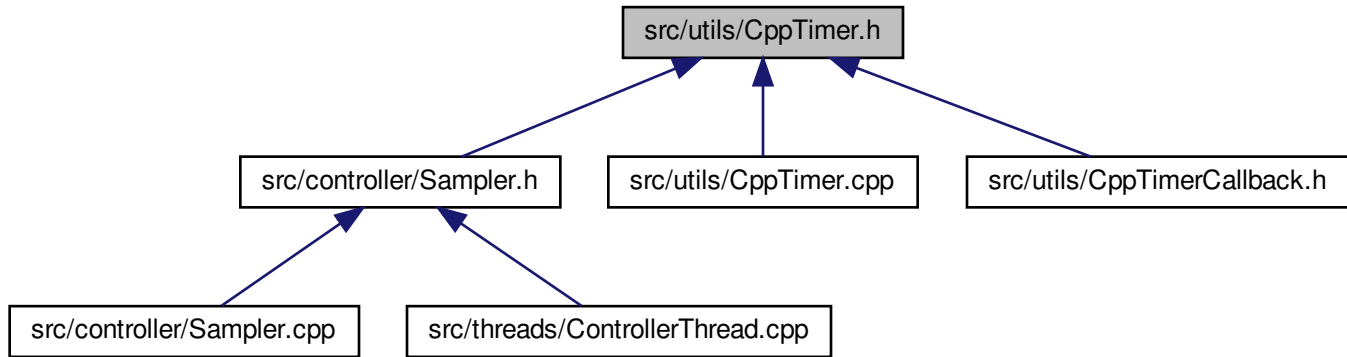 src/utils/CppTimer.h
src/controller/Sampler.h
src/utils/CppTimer.cpp
src/utils/CppTimerCallback.h
src/controller/Sampler.cpp
src/threads/ControllerThread.cpp